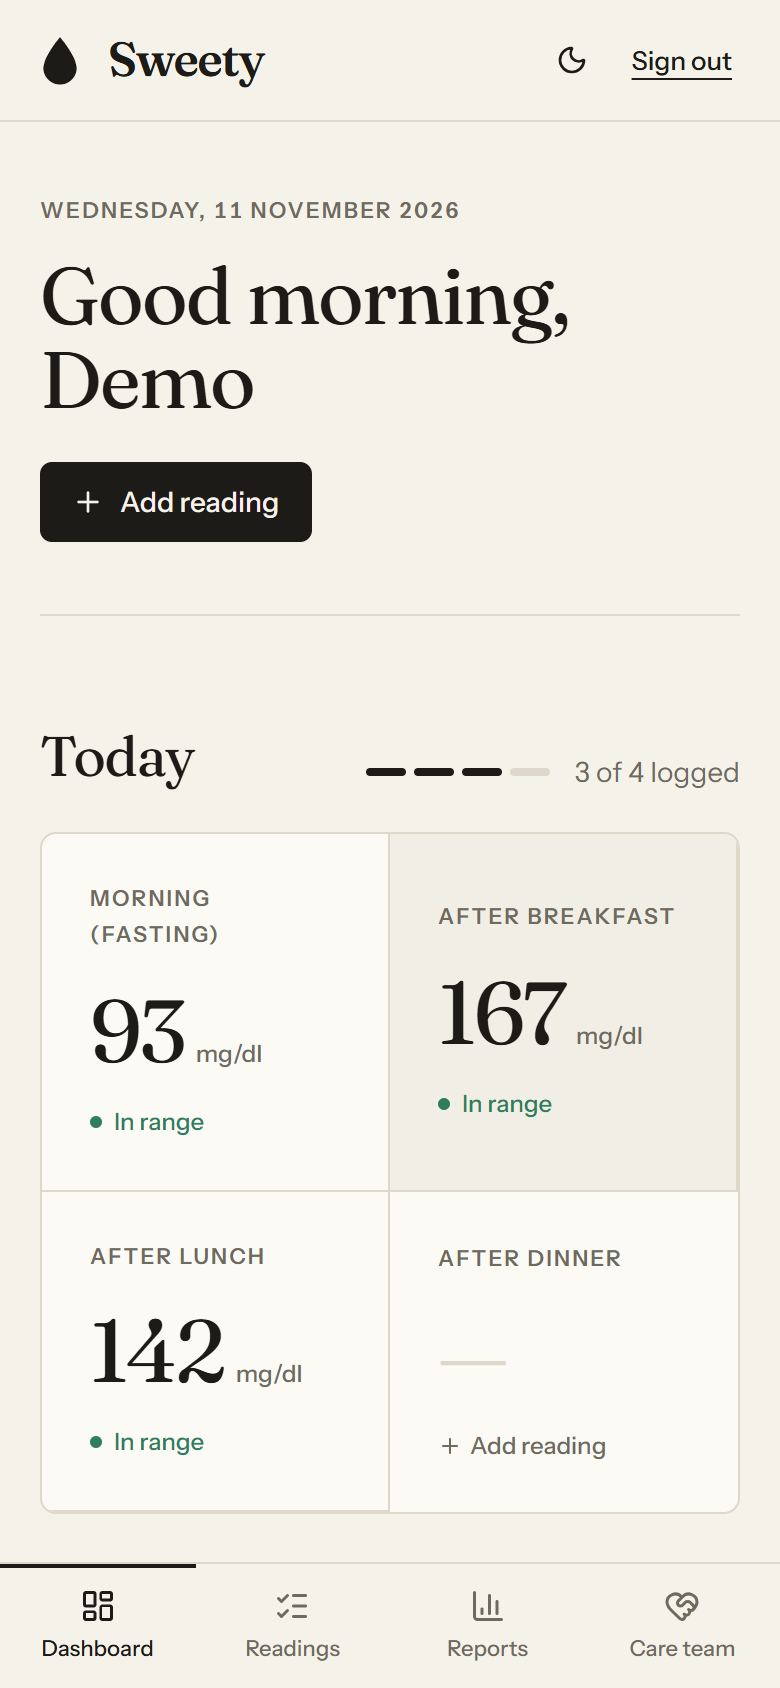 Sweety
Sign out
WEDNESDAY, 11 NOVEMBER 2026
Good morning,
Demo
Add reading
Today
3 of 4 logged
MORNING
(FASTING)
93 mg/dl
In range
AFTER BREAKFAST
167 mg/dl
In range
AFTER LUNCH
142 mg/dl
In range
AFTER DINNER
Add reading
Dashboard
Readings
Reports
Care team